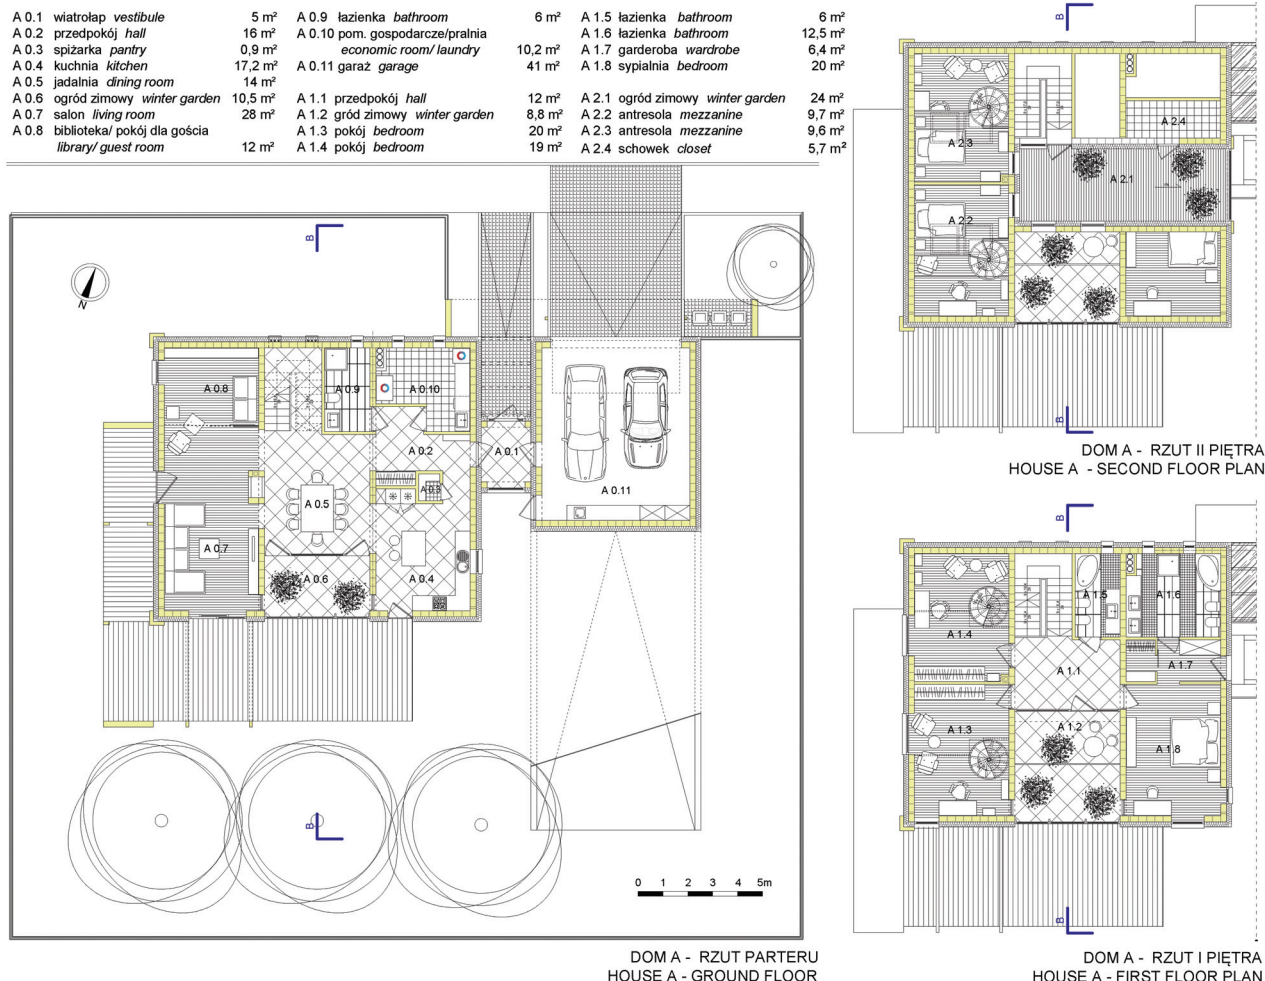 A 0.1 wiatrołap vestibule 5 m²
A 0.2 przedpokój hall 16 m²
A 0.3 spiżarka pantry 0,9 m²
A 0.4 kuchnia kitchen 17,2 m²
A 0.5 jadalnia dining room 14 m²
A 0.6 ogród zimowy winter garden 10,5 m²
A 0.7 salon living room 28 m²
A 0.8 biblioteka/ pokój dla gościa
library/ guest room 12 m²
A 0.9 łazienka bathroom 6 m²
A 0.10 pom. gospodarcze/pralnia
economic room/ laundry 10,2 m²
A 0.11 garaż garage 41 m²
A 1.1 przedpokój hall 12 m²
A 1.2 gród zimowy winter garden 8,8 m²
A 1.3 pokój bedroom 20 m²
A 1.4 pokój bedroom 19 m²
A 1.5 łazienka bathroom 6 m²
A 1.6 łazienka bathroom 12,5 m²
A 1.7 garderoba wardrobe 6,4 m²
A 1.8 sypialnia bedroom 20 m²
A 2.1 ogród zimowy winter garden 24 m²
A 2.2 antresola mezzanine 9,7 m²
A 2.3 antresola mezzanine 9,6 m²
A 2.4 schowek closet 5,7 m²
B
N
A 0.8
A 0.9
A 0.10
A 0.2
A 0.1
A 0.3
A 0.11
A 0.5
A 0.7
A 0.6
A 0.4
B
0 1 2 3 4 5m
DOM A - RZUT PARTERU
HOUSE A - GROUND FLOOR
B
A 2.4
A 2.3
A 2.1
A 2.2
B
DOM A - RZUT II PIĘTRA
HOUSE A - SECOND FLOOR PLAN
B
A 1.5
A 1.6
A 1.4
A 1.1
A 1.7
A 1.3
A 1.2
A 1.8
B
DOM A - RZUT I PIĘTRA
HOUSE A - FIRST FLOOR PLAN